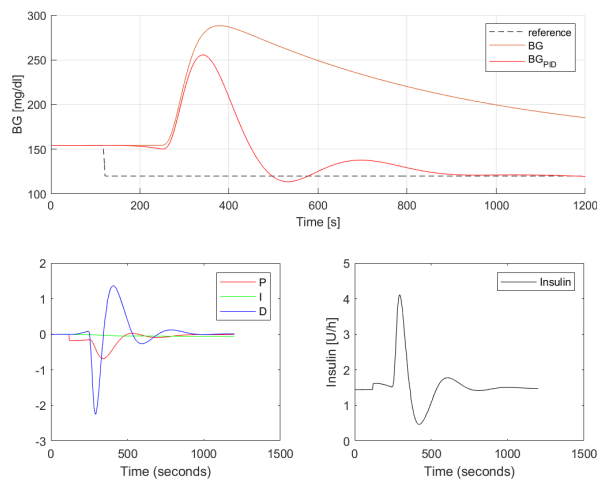 300
250
200
150
100
BG [mg/dl]
0 200 400 600 800 1000 1200
Time [s]
reference
BG
BG_PID
2
1
0
-1
-2
-3
0 500 1000 1500
Time (seconds)
P
I
D
5
4
3
2
1
0
Insulin [U/h]
0 500 1000 1500
Time (seconds)
Insulin